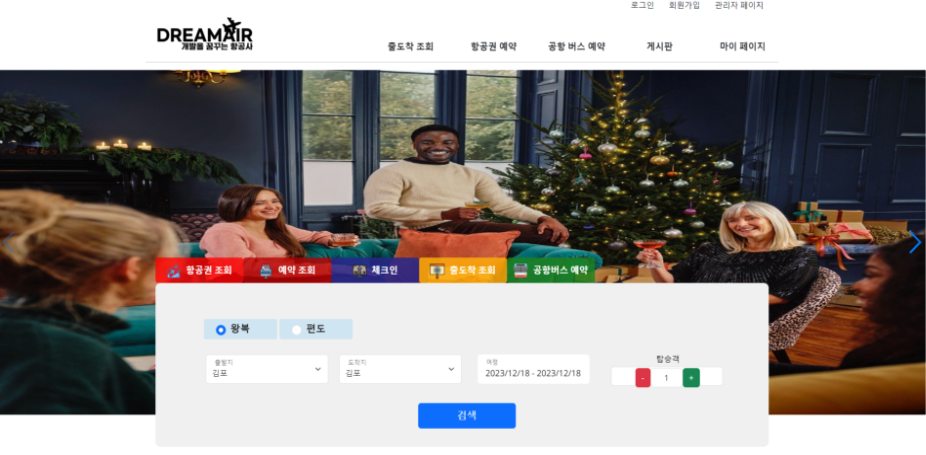 로그인 회원가입 관리자 페이지
DREAMAIR
개발을 꿈꾸는 항공사
출도착 조회 항공권 예약 공항 버스 예약 게시판 마이 페이지
항공권 조회 예약 조회 체크인 출도착 조회 공항버스 예약
왕복 편도
출발지 도착지 여정 탑승객
김포 김포 2023/12/18 - 2023/12/18 - 1 +
검색